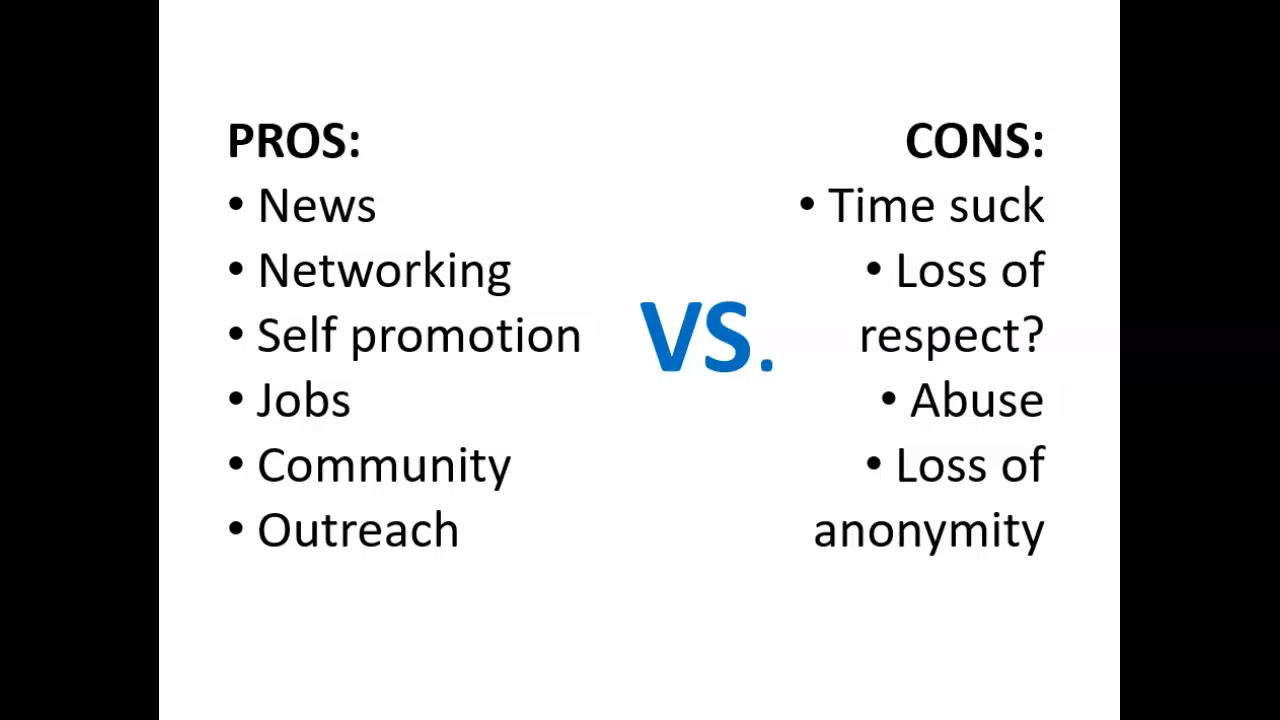 PROS:
• News
• Networking
• Self promotion
• Jobs
• Community
• Outreach
VS.
CONS:
• Time suck
• Loss of
respect?
• Abuse
• Loss of
anonymity